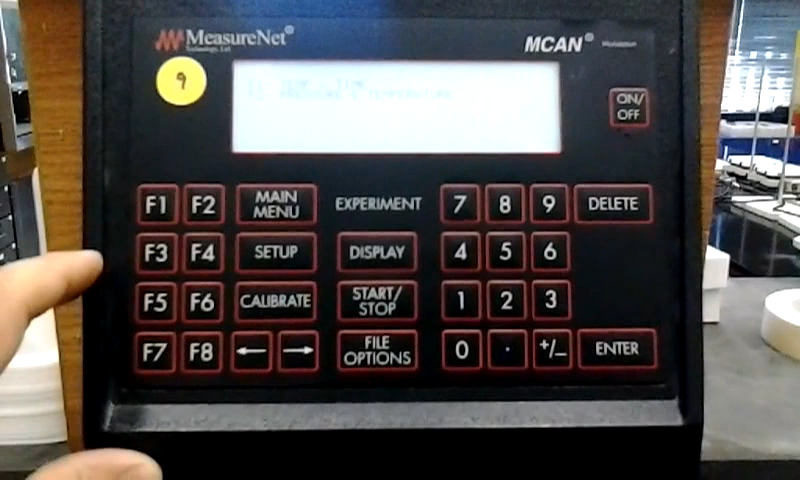 MeasureNet®
Technology, Ltd.
MCAN®
Workstation
9
ON/
OFF
F1 F2 MAIN MENU EXPERIMENT 7 8 9 DELETE
F3 F4 SETUP DISPLAY 4 5 6
F5 F6 CALIBRATE START/STOP 1 2 3
F7 F8 ← → FILE OPTIONS 0 . +/- ENTER